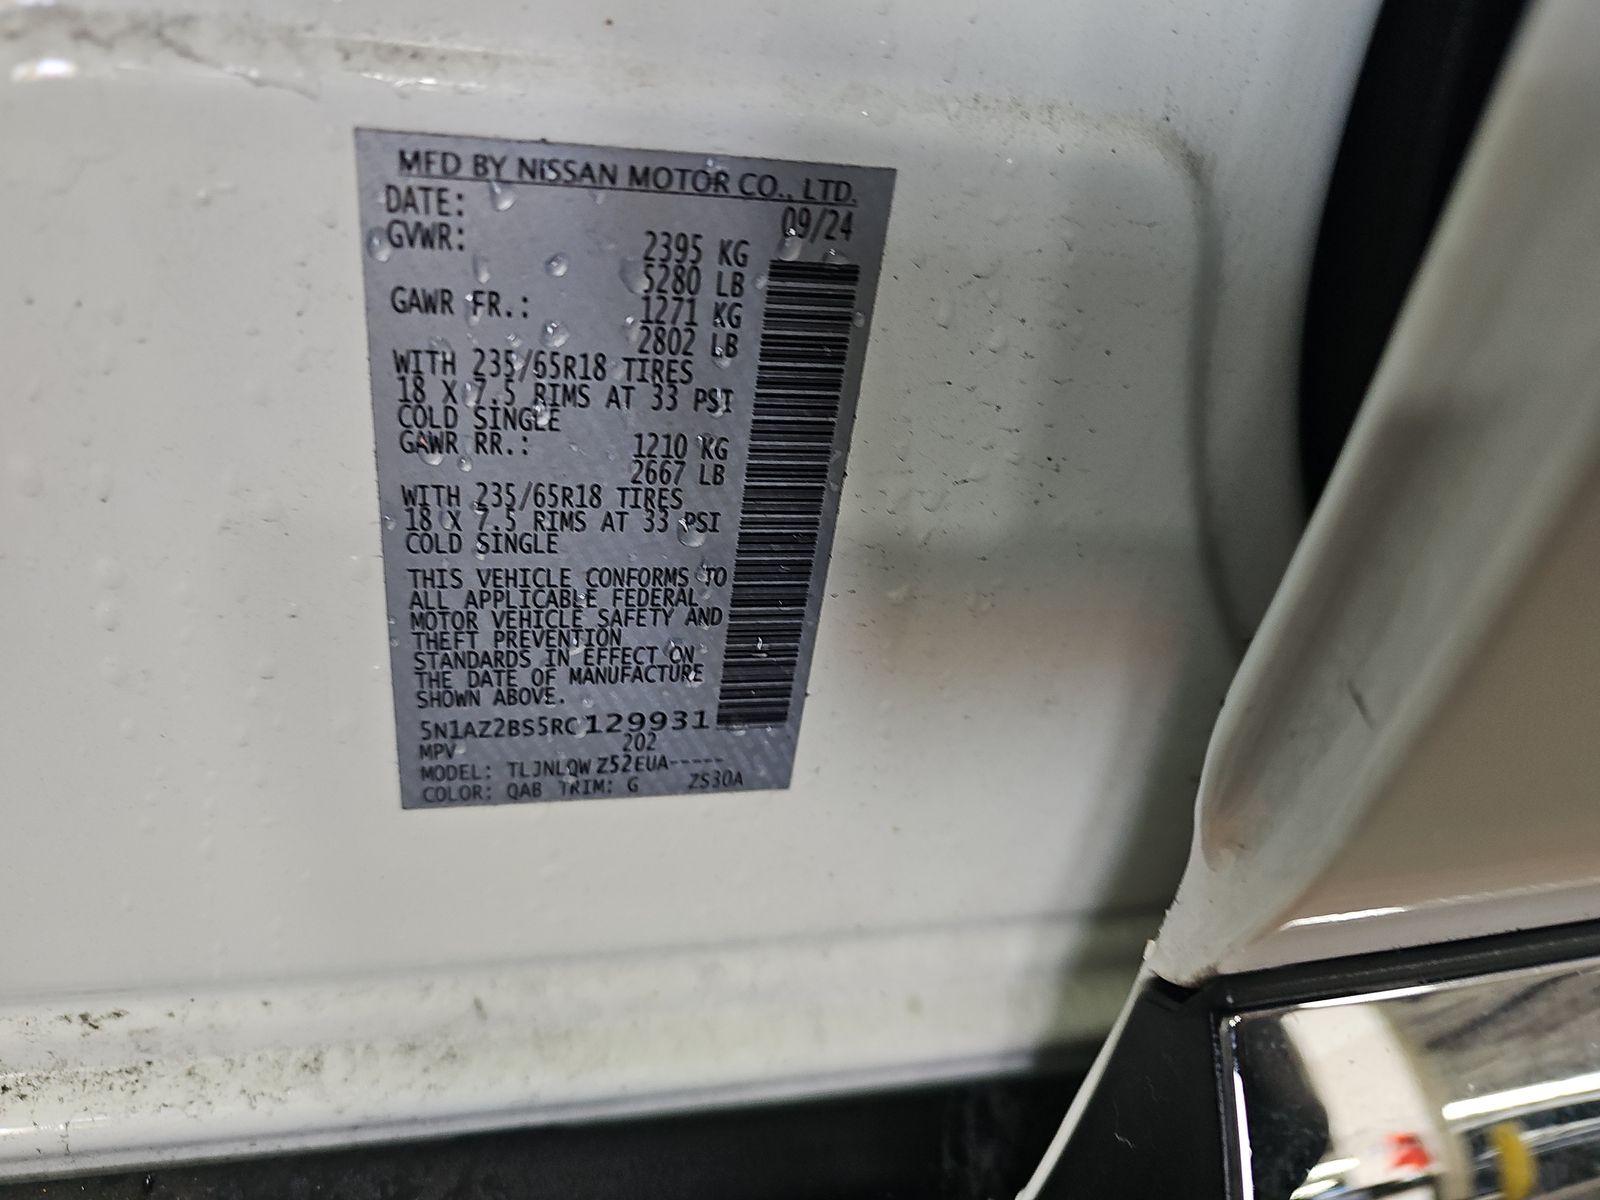 MFD BY NISSAN MOTOR CO., LTD.
DATE: 09/24
GVWR: 2395 KG
5280 LB
GAWR FR.: 1271 KG
2802 LB
WITH 235/65R18 TIRES
18 X 7.5 RIMS AT 33 PSI
COLD SINGLE
GAWR RR.: 1210 KG
2667 LB
WITH 235/65R18 TIRES
18 X 7.5 RIMS AT 33 PSI
COLD SINGLE
THIS VEHICLE CONFORMS TO
ALL APPLICABLE FEDERAL
MOTOR VEHICLE SAFETY AND
THEFT PREVENTION
STANDARDS IN EFFECT ON
THE DATE OF MANUFACTURE
SHOWN ABOVE.
5N1AZ2BS5RC129931
MPV 202
MODEL: TLJNLQW Z52EUA-----
COLOR: QAB TRIM: G ZS30A